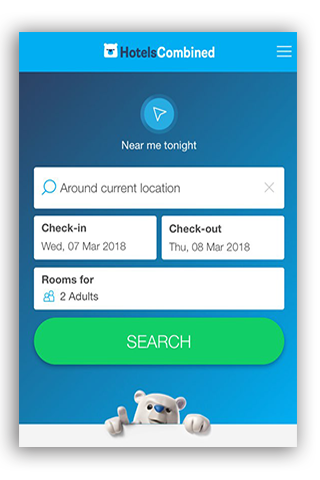 HotelsCombined
Near me tonight
Around current location
Check-in
Wed, 07 Mar 2018
Check-out
Thu, 08 Mar 2018
Rooms for
2 Adults
SEARCH